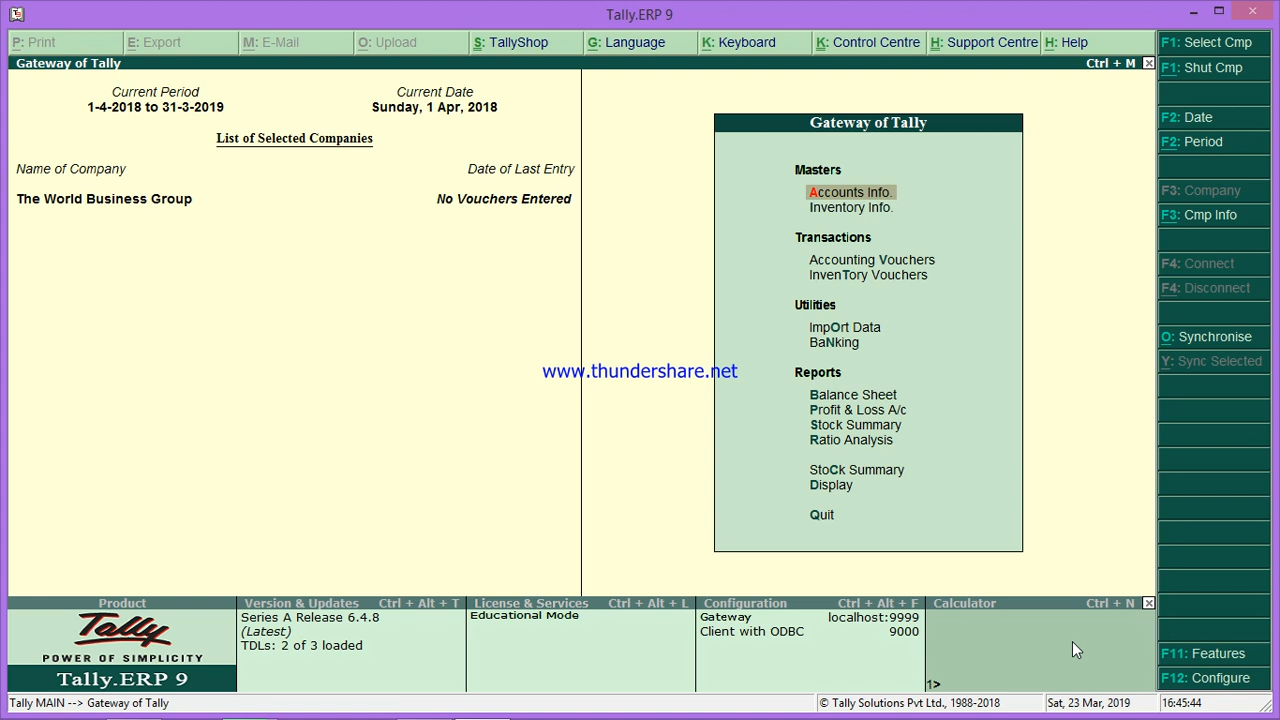 Tally.ERP 9
P: Print E: Export M: E-Mail O: Upload S: TallyShop G: Language K: Keyboard K: Control Centre H: Support Centre H: Help
Gateway of Tally Ctrl + M
Current Period Current Date
1-4-2018 to 31-3-2019 Sunday, 1 Apr, 2018
List of Selected Companies
Name of Company Date of Last Entry
The World Business Group No Vouchers Entered
Gateway of Tally
Masters
Accounts Info.
Inventory Info.
Transactions
Accounting Vouchers
InvenTory Vouchers
Utilities
ImpOrt Data
BaNking
Reports
Balance Sheet
Profit & Loss A/c
Stock Summary
Ratio Analysis
StoCk Summary
Display
Quit
www.thundershare.net
F1: Select Cmp
F1: Shut Cmp
F2: Date
F2: Period
F3: Company
F3: Cmp Info
F4: Connect
F4: Disconnect
O: Synchronise
Y: Sync Selected
F11: Features
F12: Configure
Product
Tally
POWER OF SIMPLICITY
Tally.ERP 9
Version & Updates Ctrl + Alt + T
Series A Release 6.4.8
(Latest)
TDLs: 2 of 3 loaded
License & Services Ctrl + Alt + L
Educational Mode
Configuration Ctrl + Alt + F
Gateway localhost:9999
Client with ODBC 9000
Calculator Ctrl + N
1>
Tally MAIN --> Gateway of Tally © Tally Solutions Pvt Ltd., 1988-2018 Sat, 23 Mar, 2019 16:45:44